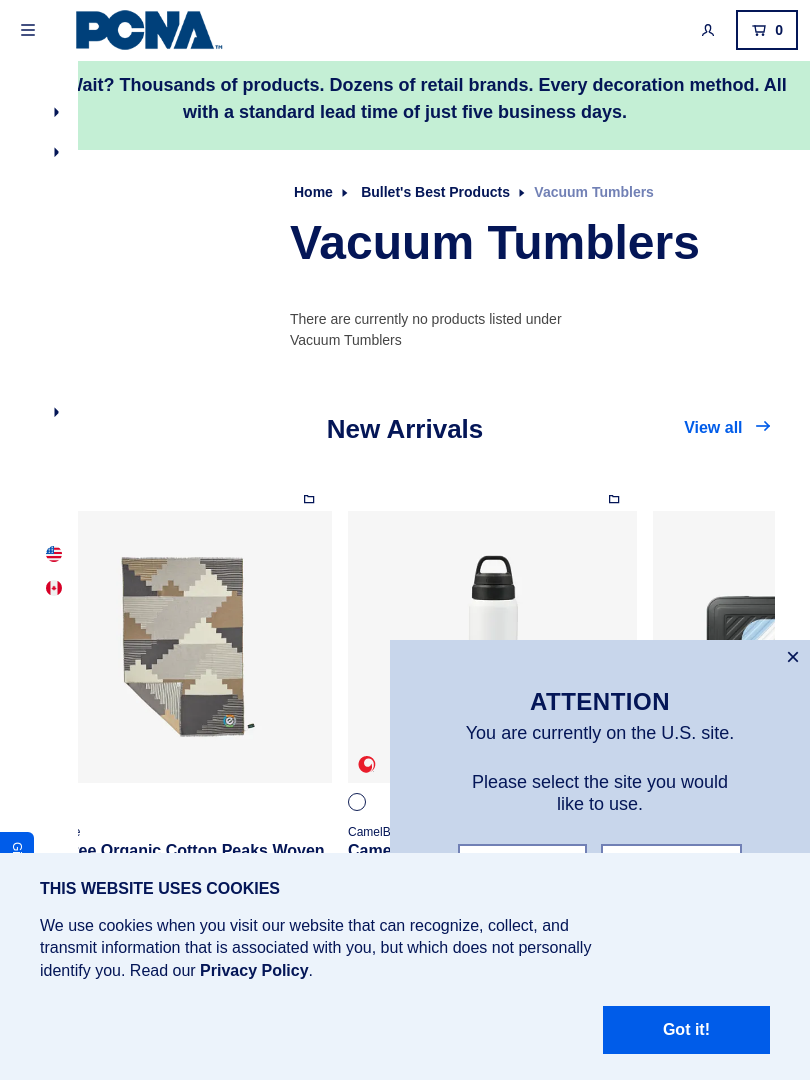 PCNA™
0
Wait? Thousands of products. Dozens of retail brands. Every decoration method. All
with a standard lead time of just five business days.
Home
Bullet's Best Products
Vacuum Tumblers
Vacuum Tumblers
There are currently no products listed under
Vacuum Tumblers
New Arrivals
View all
ATTENTION
You are currently on the U.S. site.
Please select the site you would
like to use.
Organic Cotton Peaks Woven
THIS WEBSITE USES COOKIES
We use cookies when you visit our website that can recognize, collect, and
transmit information that is associated with you, but which does not personally
identify you. Read our Privacy Policy.
Got it!